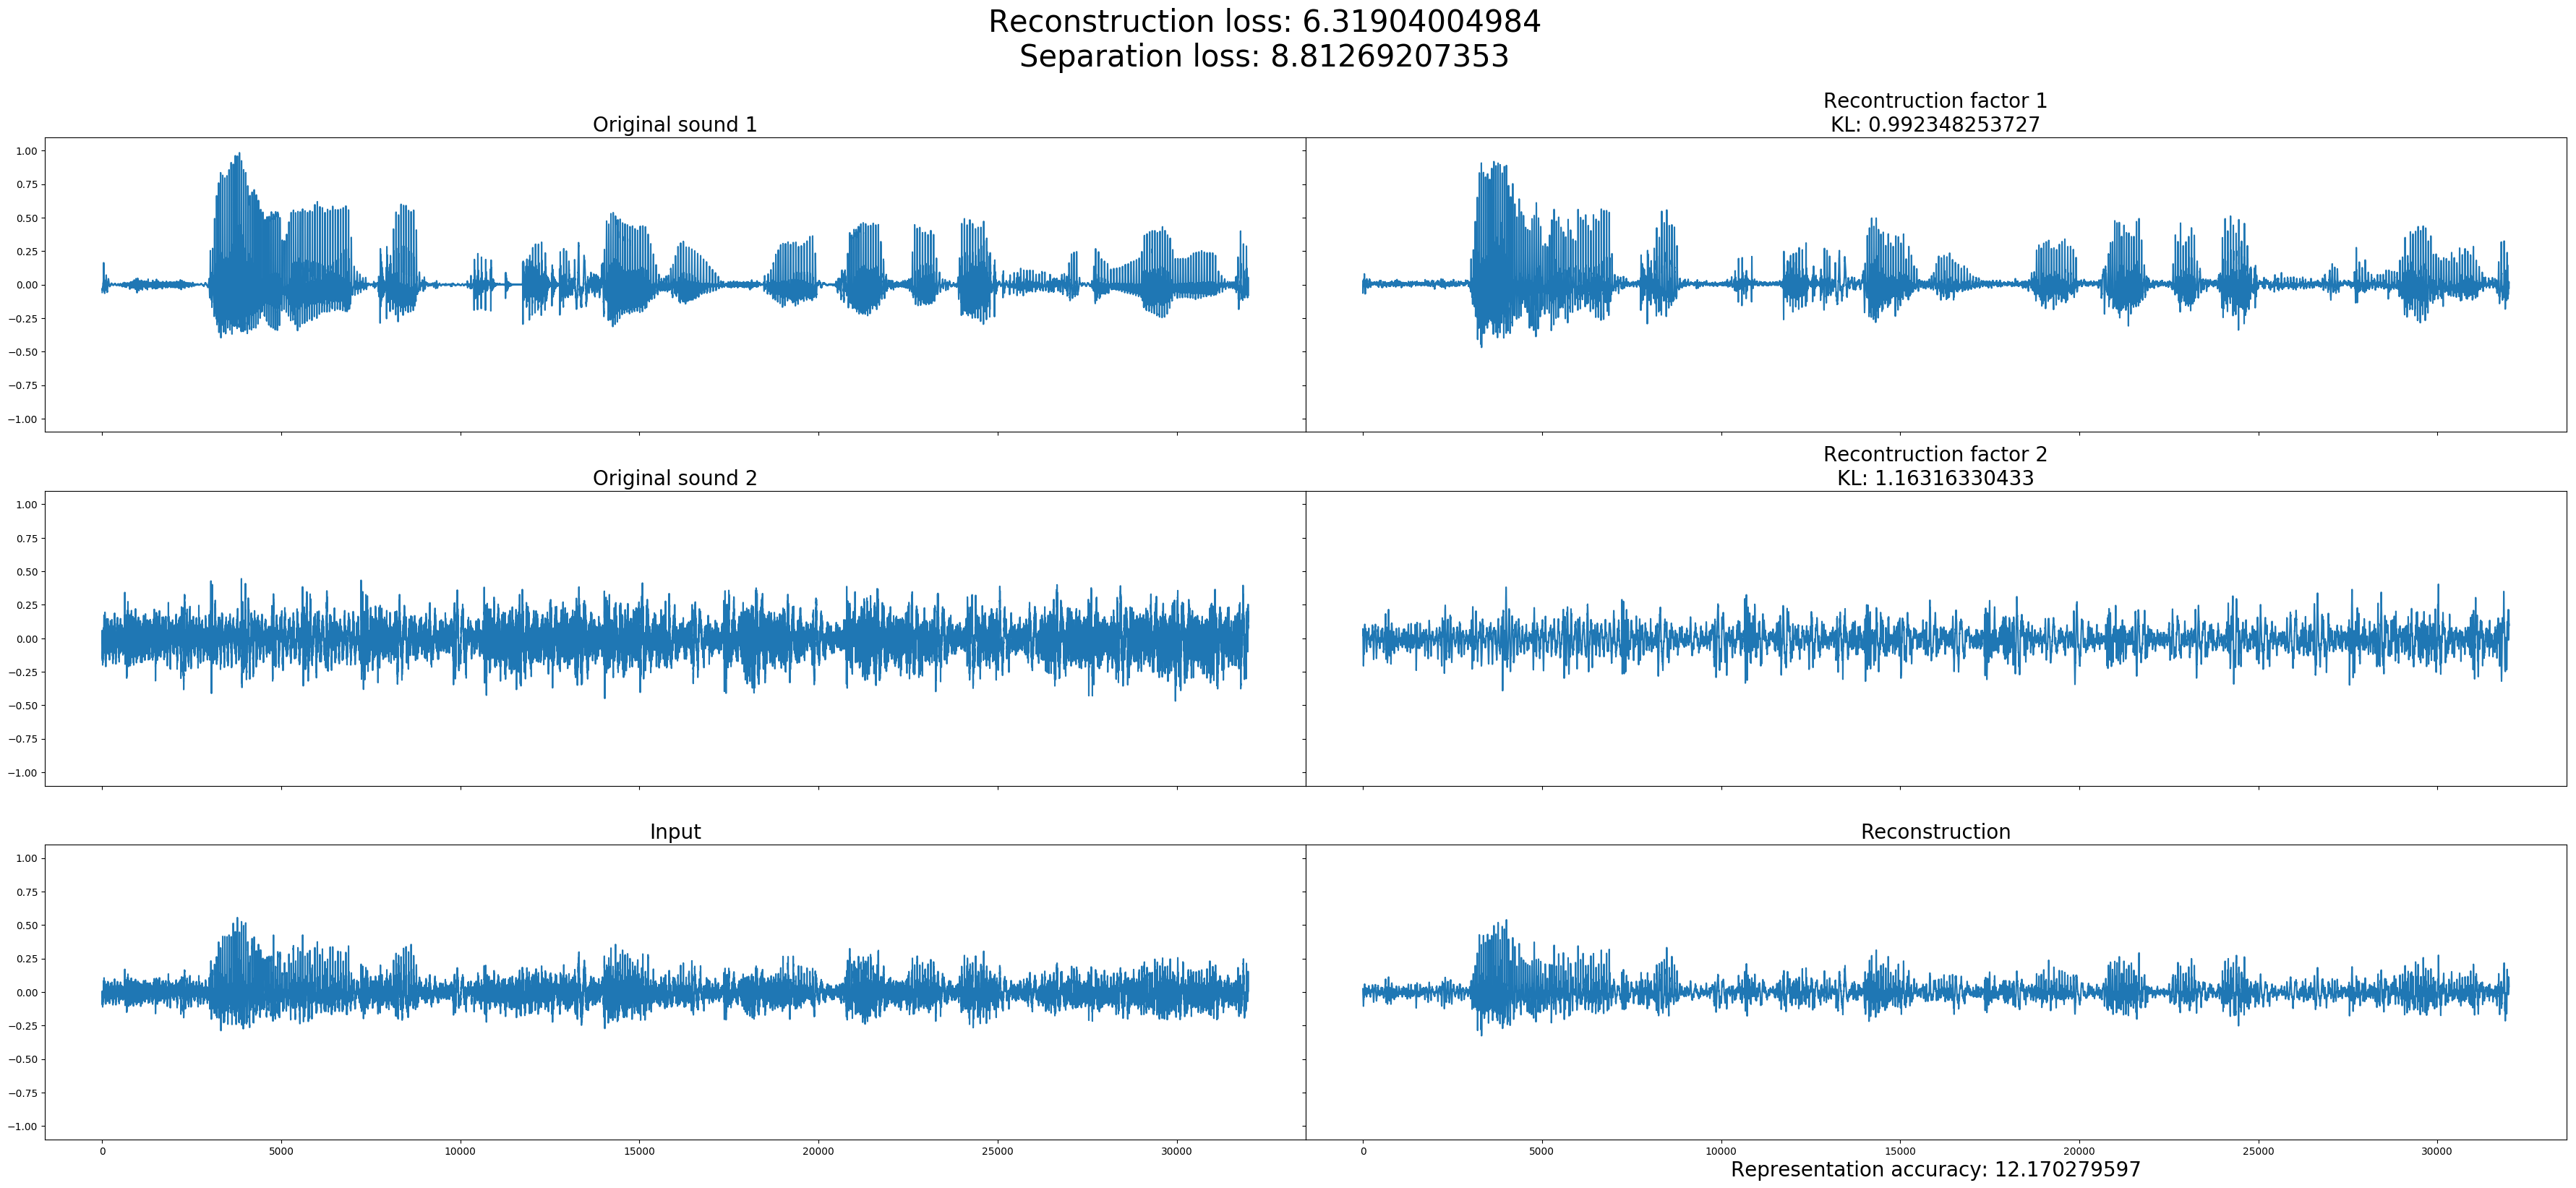 Reconstruction loss: 6.31904004984
Separation loss: 8.81269207353
Original sound 1
Recontruction factor 1
KL: 0.992348253727
1.00
0.75
0.50
0.25
0.00
−0.25
−0.50
−0.75
−1.00
Original sound 2
Recontruction factor 2
KL: 1.16316330433
1.00
0.75
0.50
0.25
0.00
−0.25
−0.50
−0.75
−1.00
Input
Reconstruction
1.00
0.75
0.50
0.25
0.00
−0.25
−0.50
−0.75
−1.00
0 5000 10000 15000 20000 25000 30000
0 5000 10000 15000 20000 25000 30000
Representation accuracy: 12.170279597